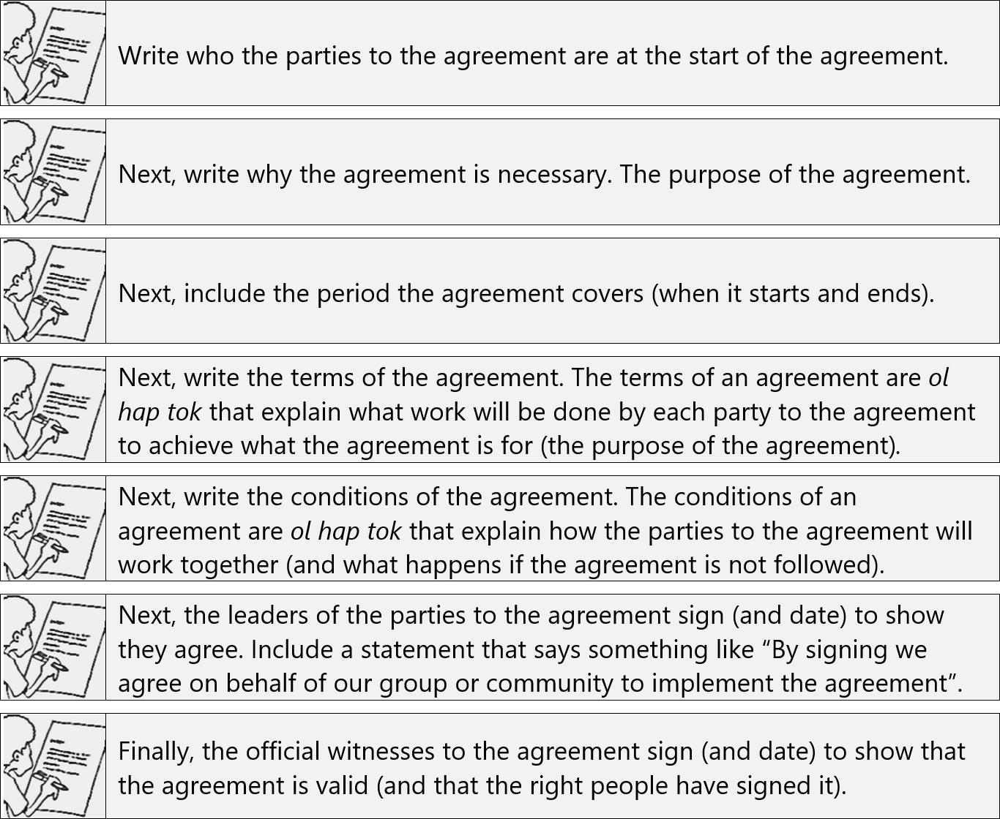 Write who the parties to the agreement are at the start of the agreement.
Next, write why the agreement is necessary. The purpose of the agreement.
Next, include the period the agreement covers (when it starts and ends).
Next, write the terms of the agreement. The terms of an agreement are ol
hap tok that explain what work will be done by each party to the agreement
to achieve what the agreement is for (the purpose of the agreement).
Next, write the conditions of the agreement. The conditions of an
agreement are ol hap tok that explain how the parties to the agreement will
work together (and what happens if the agreement is not followed).
Next, the leaders of the parties to the agreement sign (and date) to show
they agree. Include a statement that says something like “By signing we
agree on behalf of our group or community to implement the agreement”.
Finally, the official witnesses to the agreement sign (and date) to show that
the agreement is valid (and that the right people have signed it).